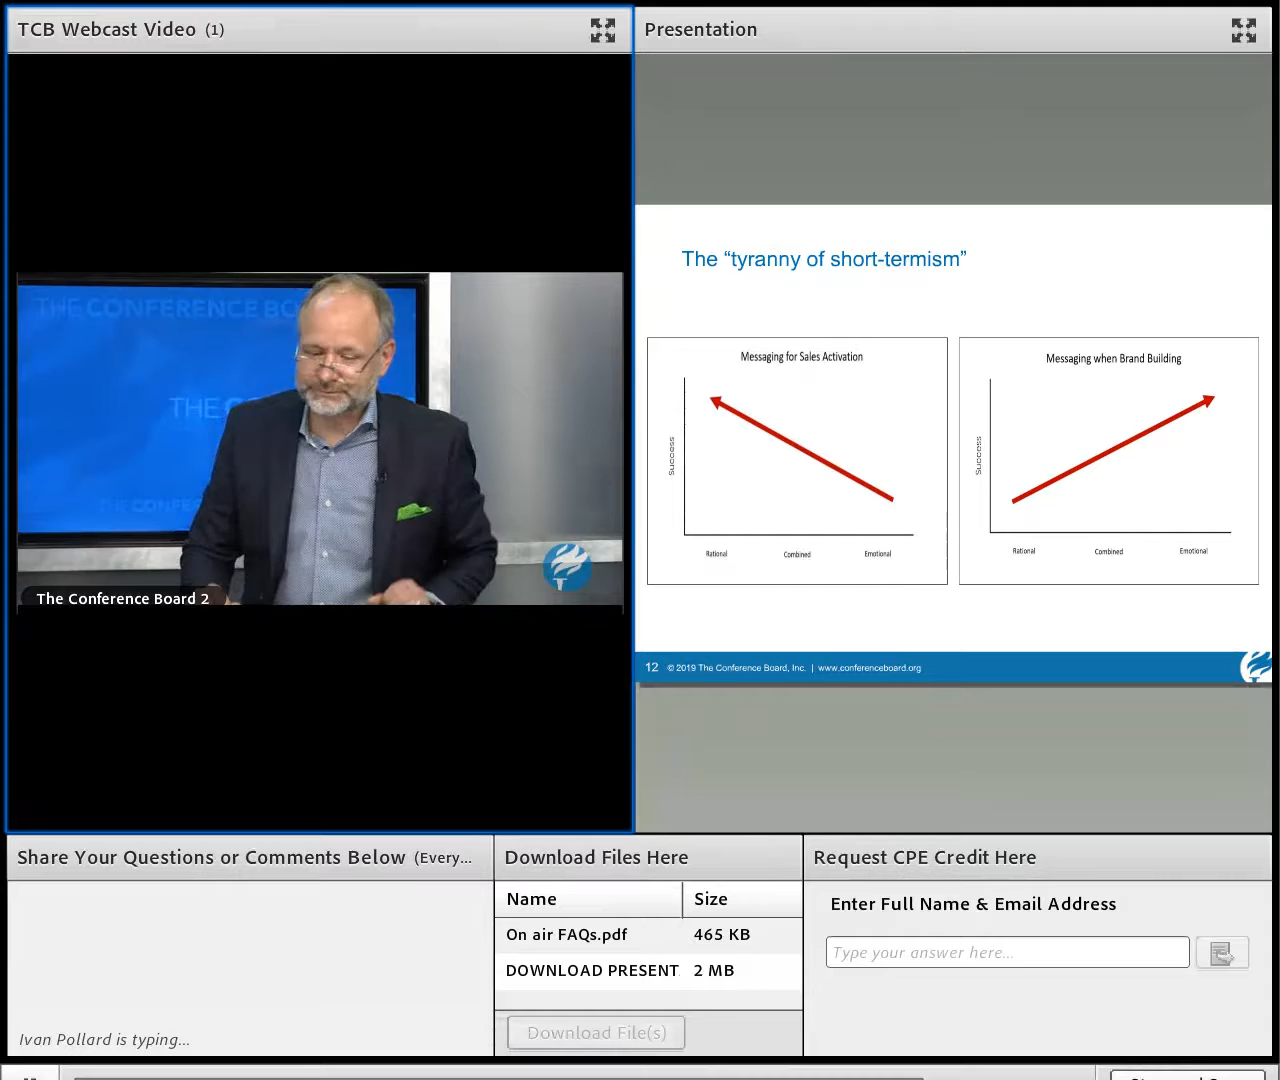 TCB Webcast Video (1)
Presentation
THE CONFERENCE BO
THE C
THE CONFE
The Conference Board 2
The “tyranny of short-termism”
Messaging for Sales Activation
Success
Rational Combined Emotional
Messaging when Brand Building
Success
Rational Combined Emotional
12 © 2019 The Conference Board, Inc. | www.conferenceboard.org
Share Your Questions or Comments Below (Every...
Ivan Pollard is typing...
Download Files Here
Name Size
On air FAQs.pdf 465 KB
DOWNLOAD PRESENT 2 MB
Download File(s)
Request CPE Credit Here
Enter Full Name & Email Address
Type your answer here...